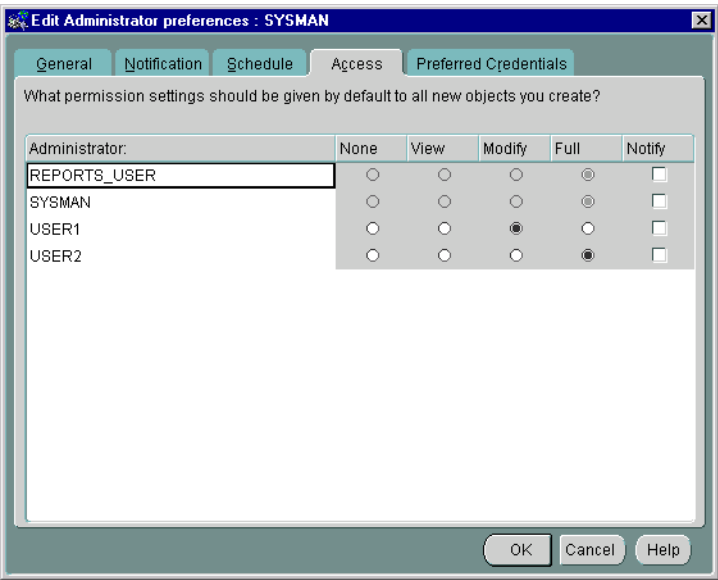 Edit Administrator preferences : SYSMAN
General Notification Schedule Access Preferred Credentials
What permission settings should be given by default to all new objects you create?
Administrator: None View Modify Full Notify
REPORTS_USER
SYSMAN
USER1
USER2
OK Cancel Help